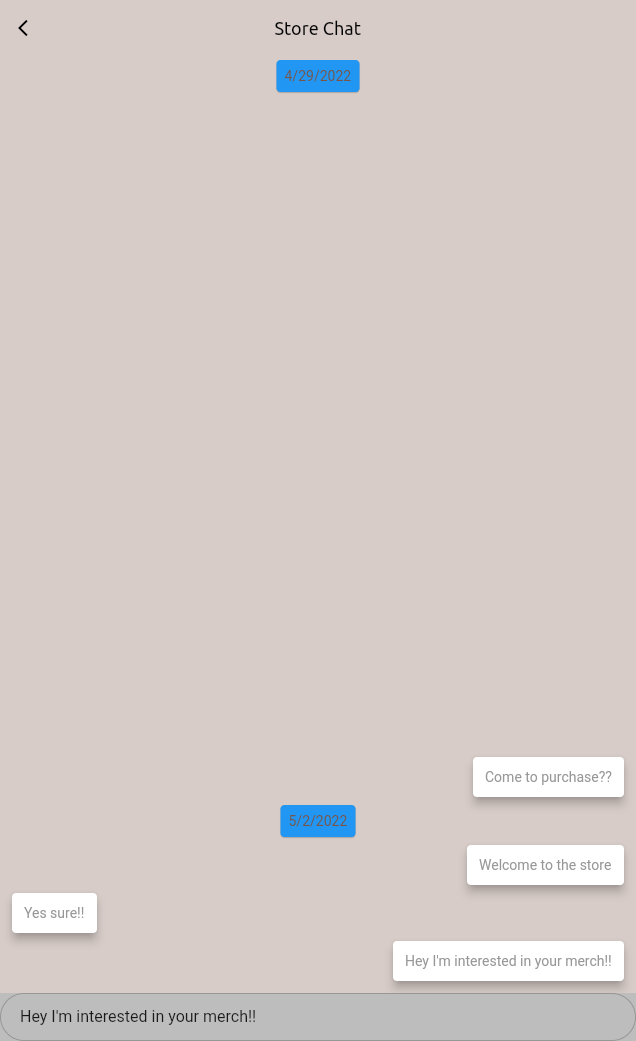 Store Chat
4/29/2022
Come to purchase??
5/2/2022
Welcome to the store
Yes sure!!
Hey I'm interested in your merch!!
Hey I'm interested in your merch!!